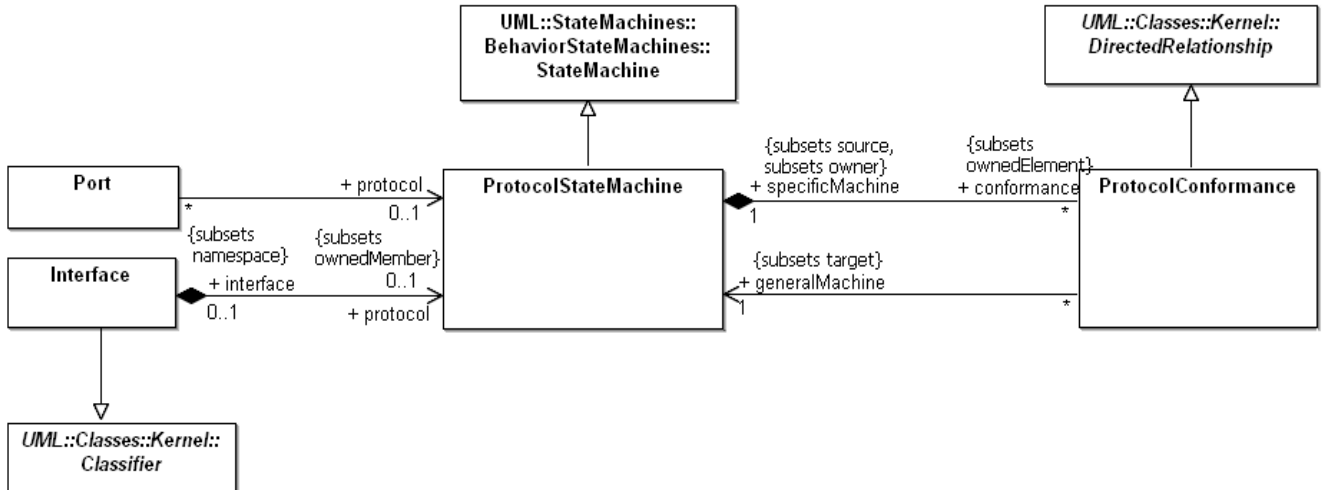 UML::StateMachines::
BehaviorStateMachines::
StateMachine
UML::Classes::Kernel::
DirectedRelationship
Port
+ protocol
*
0..1
ProtocolStateMachine
{subsets source,
subsets owner}
+ specificMachine
1
{subsets
ownedElement}
+ conformance
*
ProtocolConformance
{subsets
namespace}
{subsets
ownedMember}
Interface
+ interface
0..1
0..1
+ protocol
{subsets target}
+ generalMachine
1
*
UML::Classes::Kernel::
Classifier